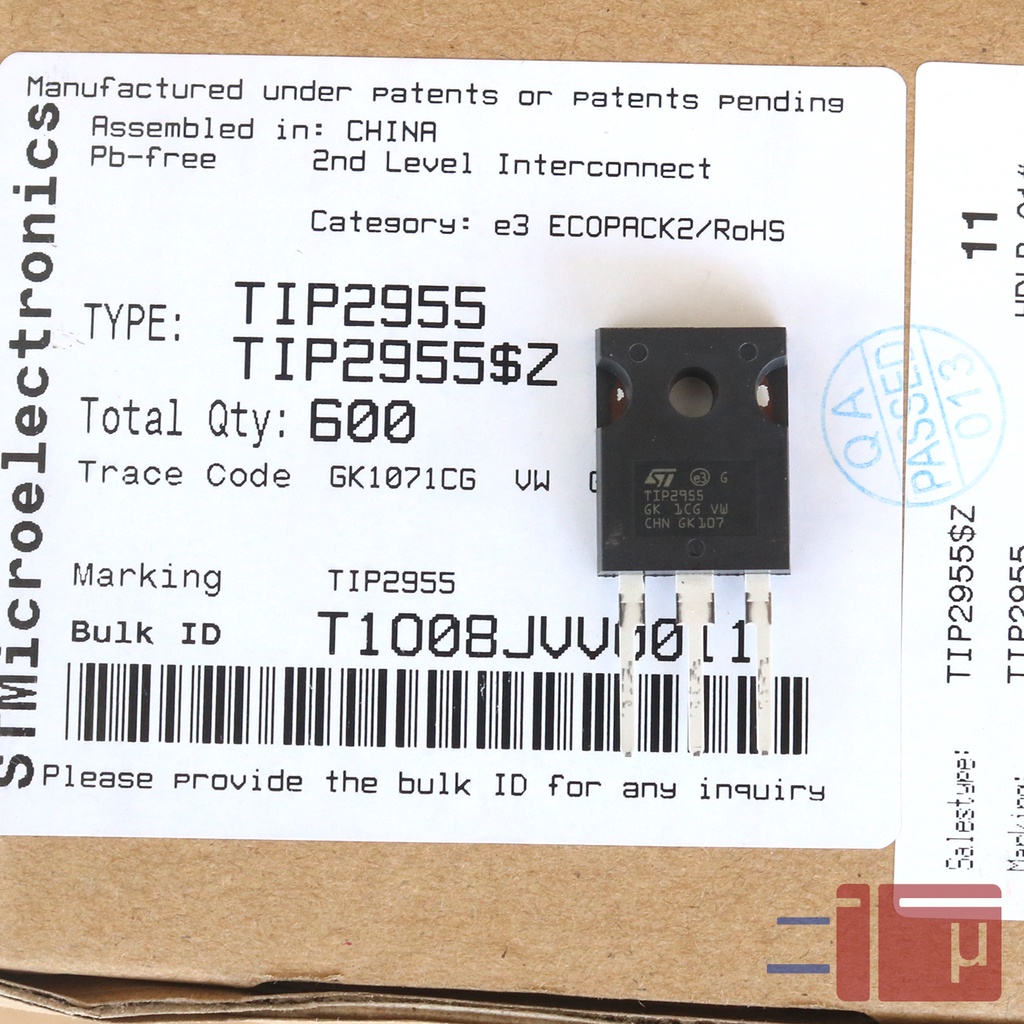 Manufactured under patents or patents pending
Assembled in: CHINA
Pb-free 2nd Level Interconnect
Category: e3 ECOPACK2/RoHS
STMicroelectronics
TYPE: TIP2955
TIP2955$Z
Total Qty: 600
Trace Code GK1071CG VW
Marking TIP2955
Bulk ID
Please provide the bulk ID for any inquiry
ST e3 G
TIP2955
GK 1CG VW
CHN GK107
QA
PASSED
013
11
Salestype: TIP2955$Z
TIP2955
µ